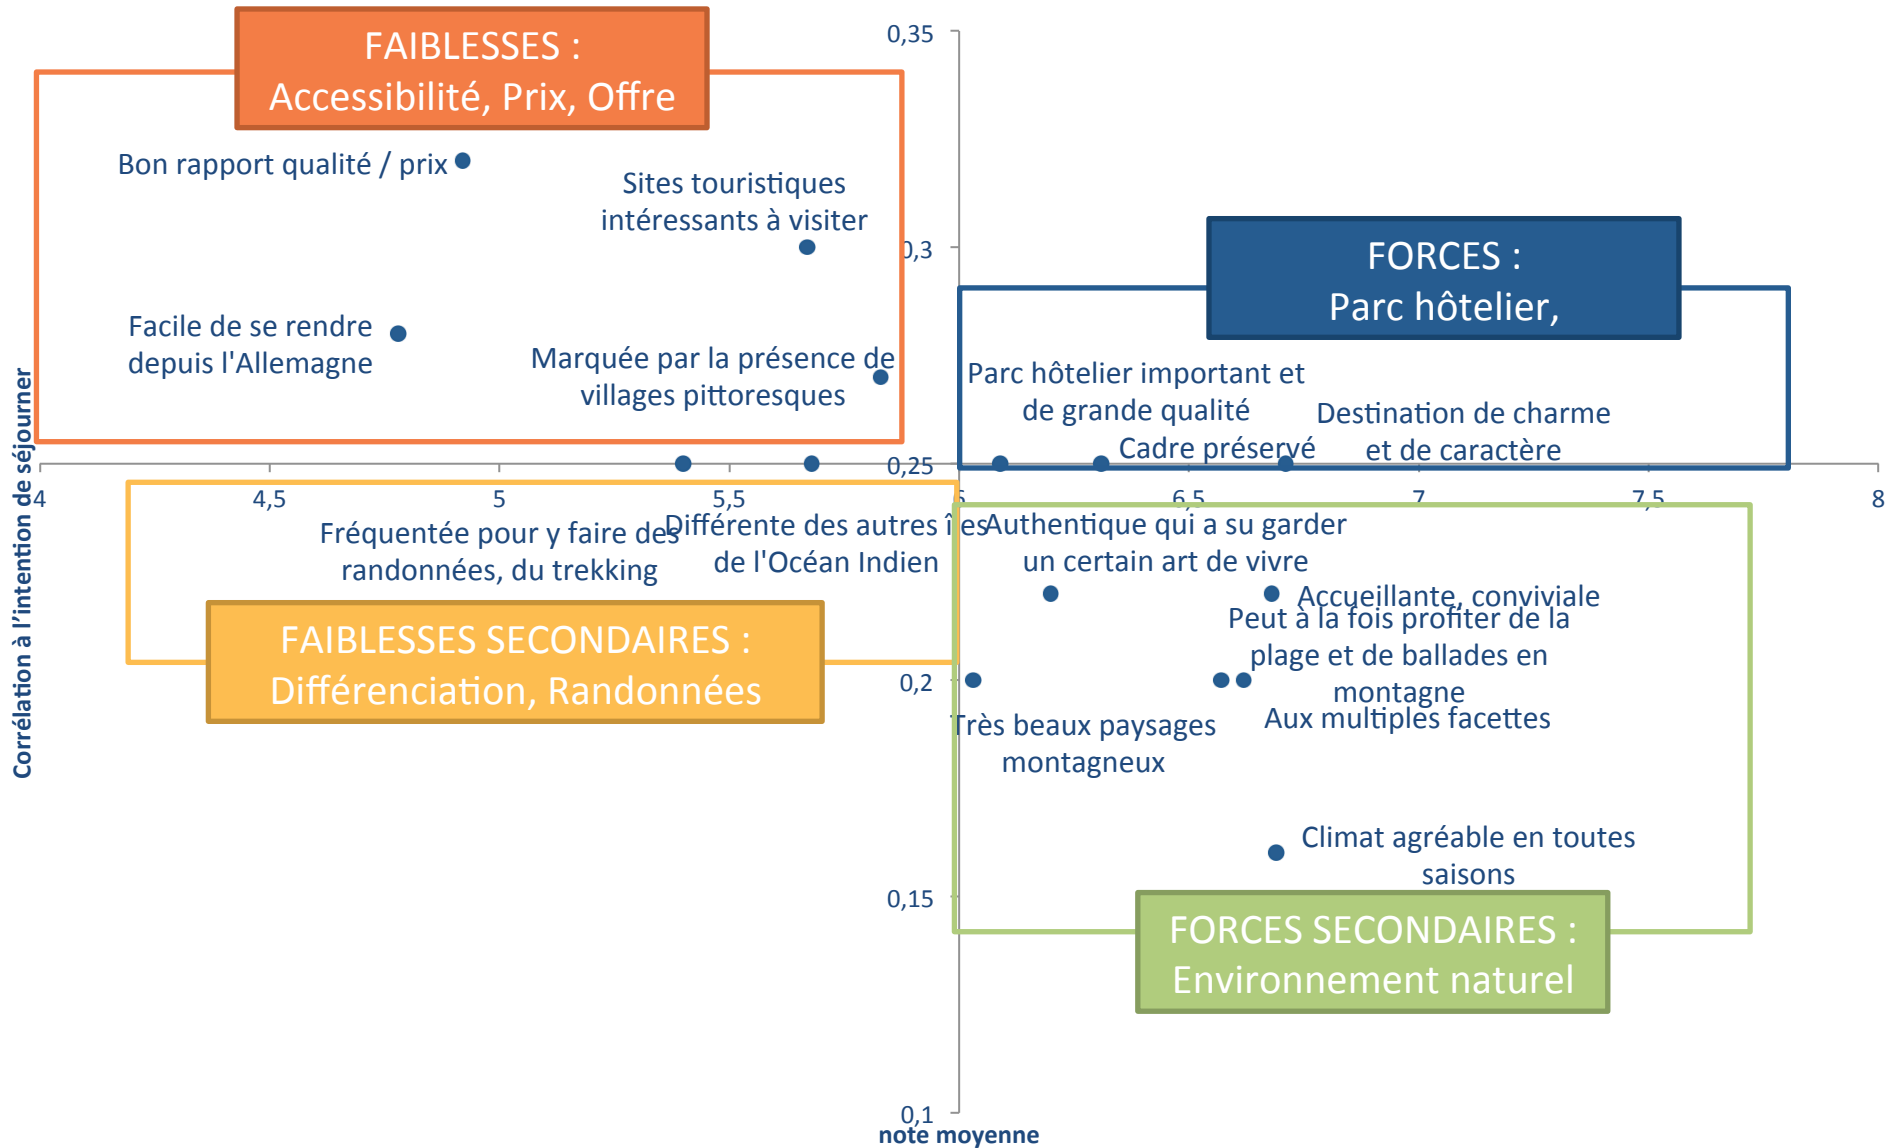 FAIBLESSES :
Accessibilité, Prix, Offre
0,35
Bon rapport qualité / prix
Sites touristiques
intéressants à visiter
0,3
FORCES :
Parc hôtelier,
Facile de se rendre
depuis l'Allemagne
Marquée par la présence de
villages pittoresques
Parc hôtelier important et
de grande qualité
Cadre préservé
Destination de charme
et de caractère
Corrélation à l'intention de séjourner
0,25
4
4,5
5
5,5
6
6,5
7
7,5
8
Fréquentée pour y faire des
randonnées, du trekking
Différente des autres îles
de l'Océan Indien
Authentique qui a su garder
un certain art de vivre
Accueillante, conviviale
Peut à la fois profiter de la
plage et de ballades en
montagne
FAIBLESSES SECONDAIRES :
Différenciation, Randonnées
0,2
Très beaux paysages
montagneux
Aux multiples facettes
Climat agréable en toutes
saisons
0,15
FORCES SECONDAIRES :
Environnement naturel
0,1
note moyenne